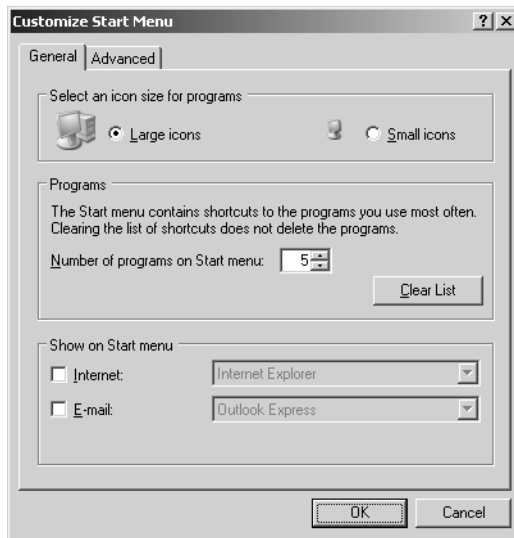 Customize Start Menu
General Advanced
Select an icon size for programs
Large icons Small icons
Programs
The Start menu contains shortcuts to the programs you use most often.
Clearing the list of shortcuts does not delete the programs.
Number of programs on Start menu: 5
Clear List
Show on Start menu
Internet: Internet Explorer
E-mail: Outlook Express
OK Cancel